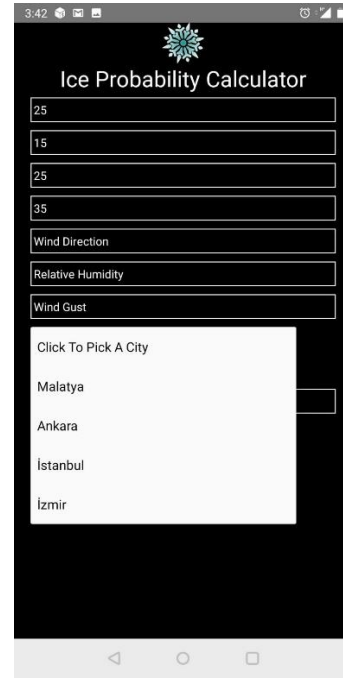 3:42
Ice Probability Calculator
25
15
25
35
Wind Direction
Relative Humidity
Wind Gust
Click To Pick A City
Malatya
Ankara
İstanbul
İzmir